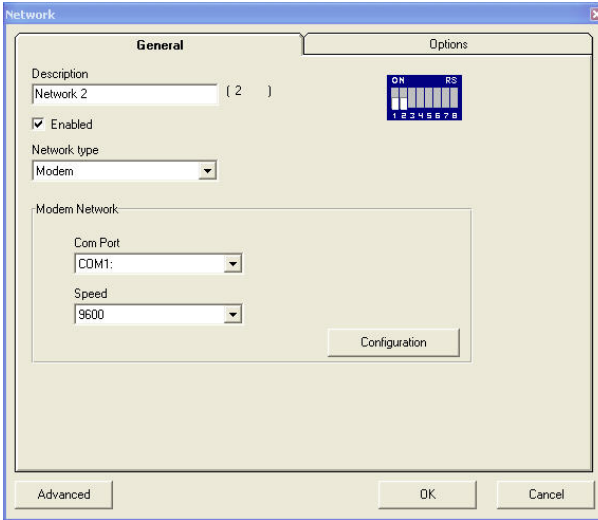 Network
General Options
Description
Network 2 ( 2 )
Enabled
Network type
Modem
Modem Network
Com Port
COM1:
Speed
9600
Configuration
ON RS
1 2 3 4 5 6 7 8
Advanced OK Cancel